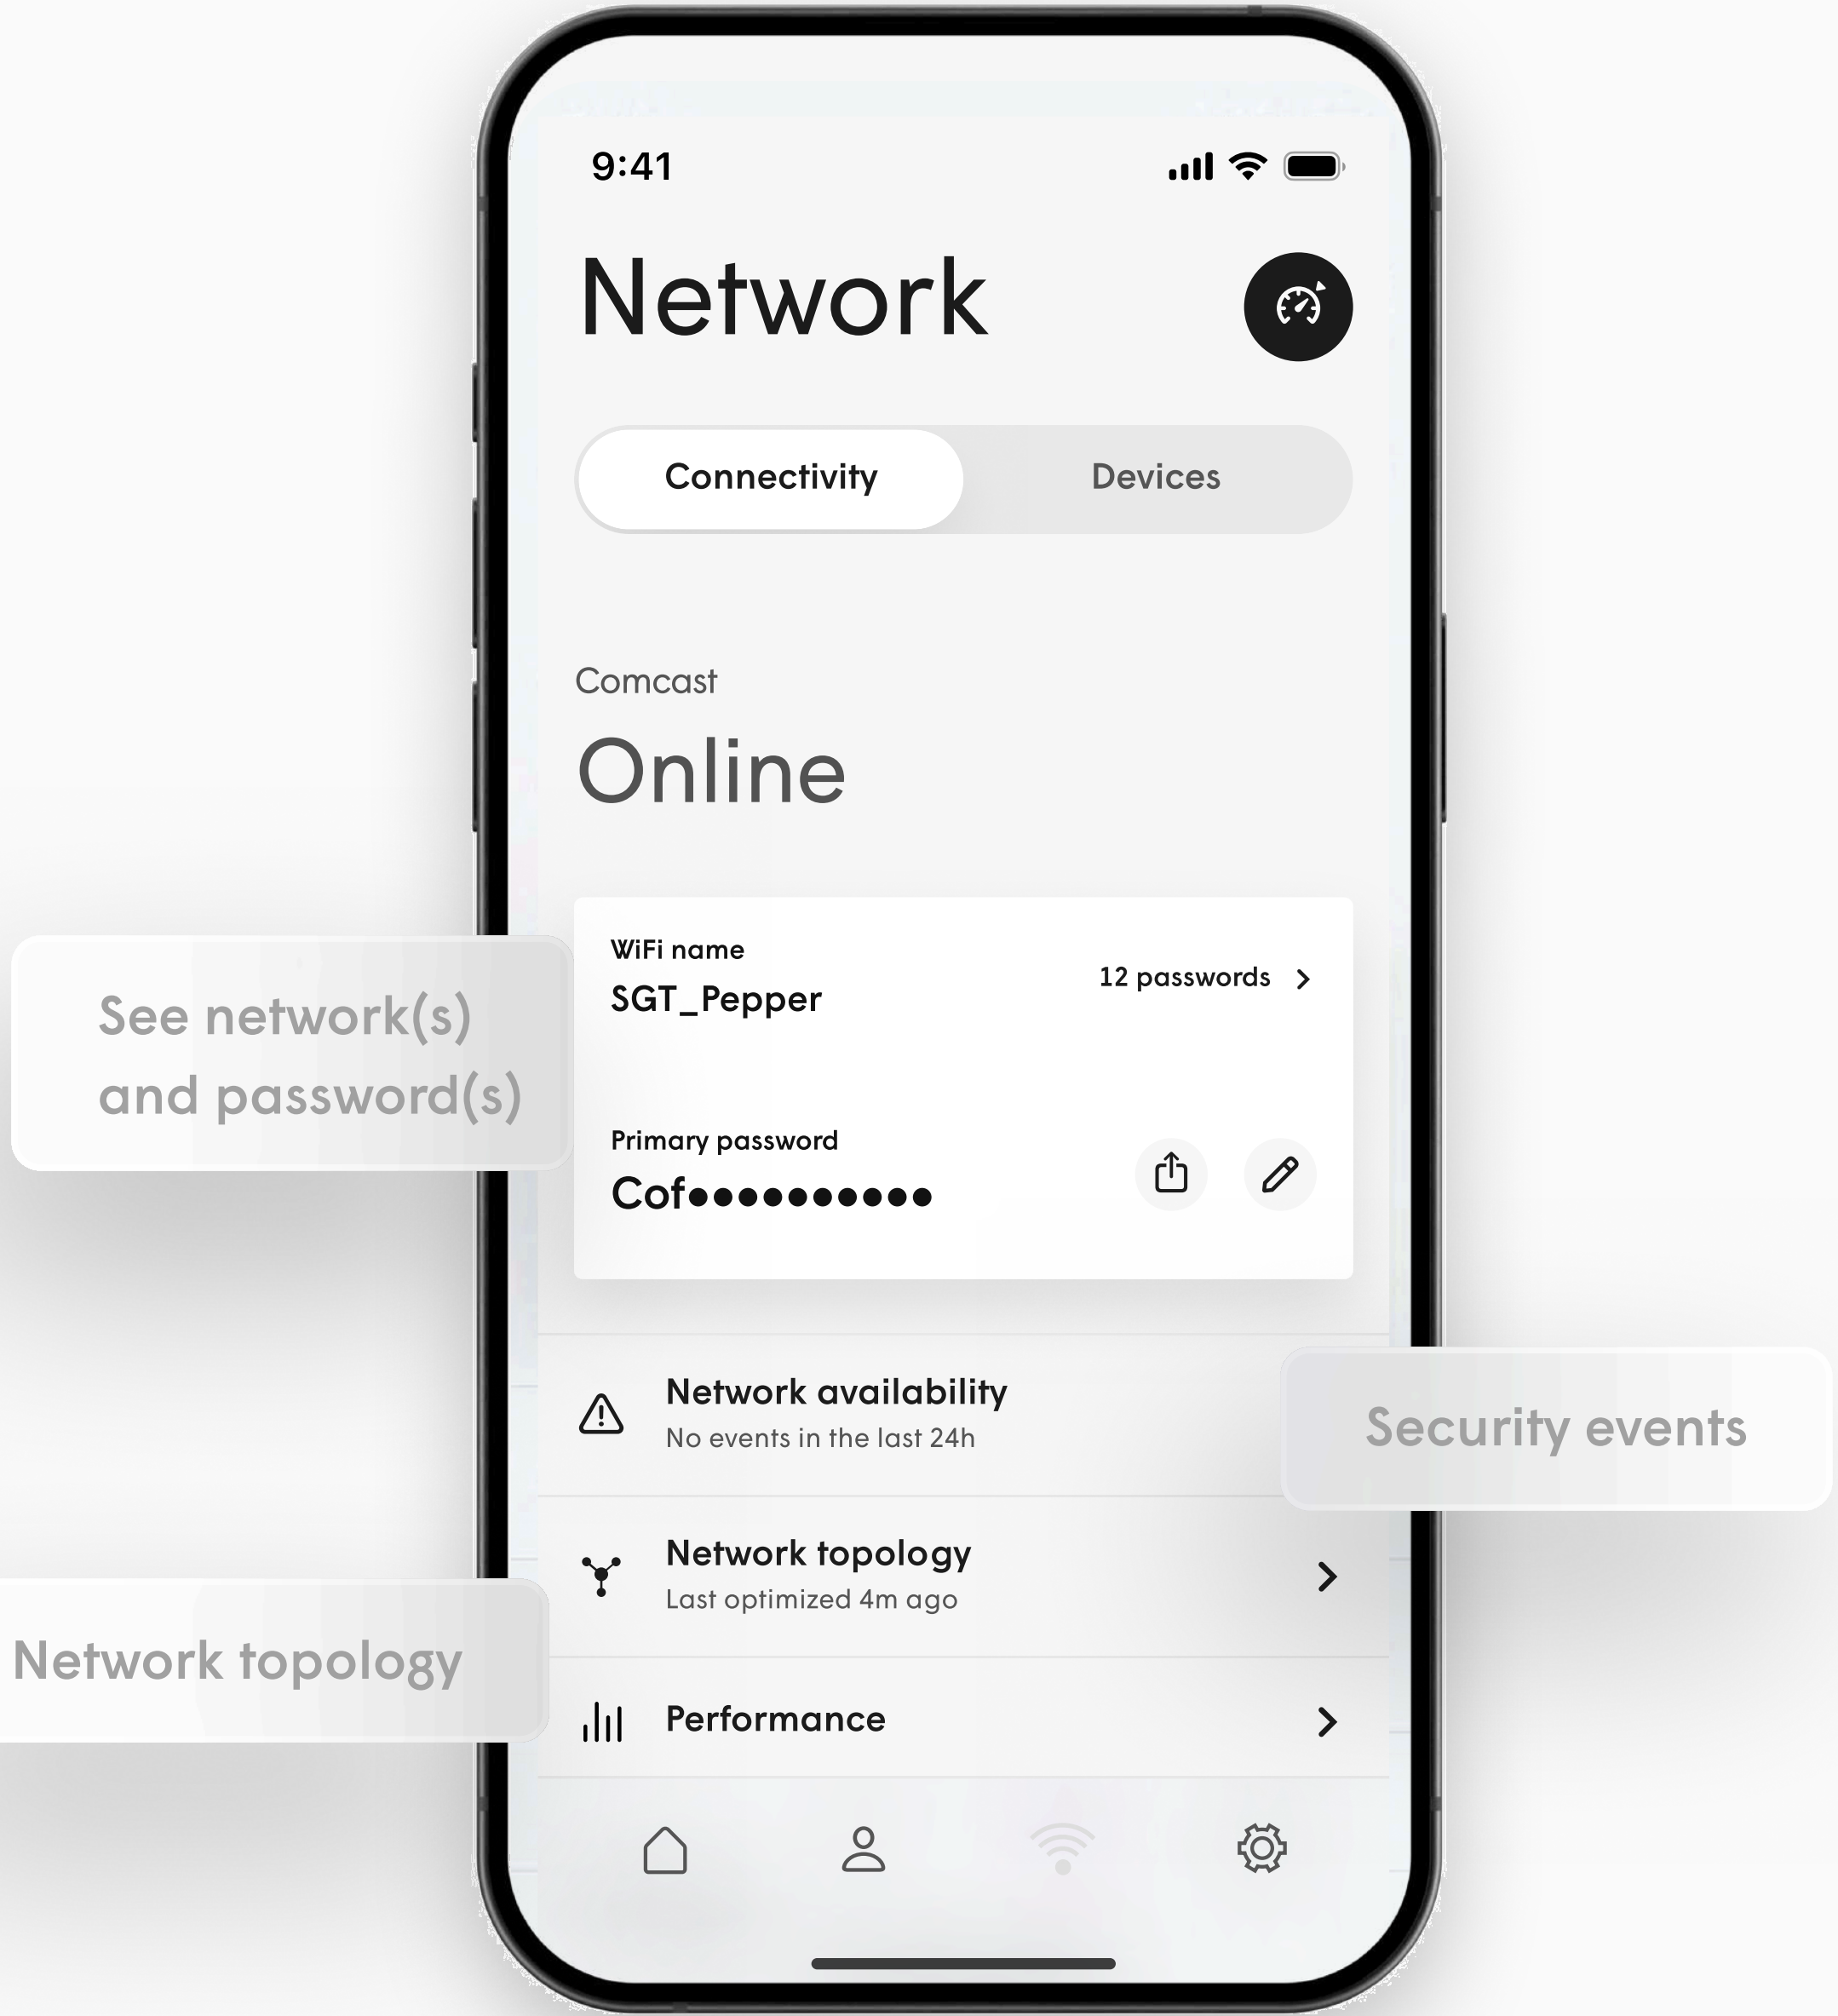 9:41
Network
Connectivity
Devices
Comcast
Online
WiFi name
SGT_Pepper
12 passwords
See network(s)
and password(s)
Primary password
Cof●●●●●●●●●●
Network availability
No events in the last 24h
Security events
Network topology
Last optimized 4m ago
Network topology
Performance